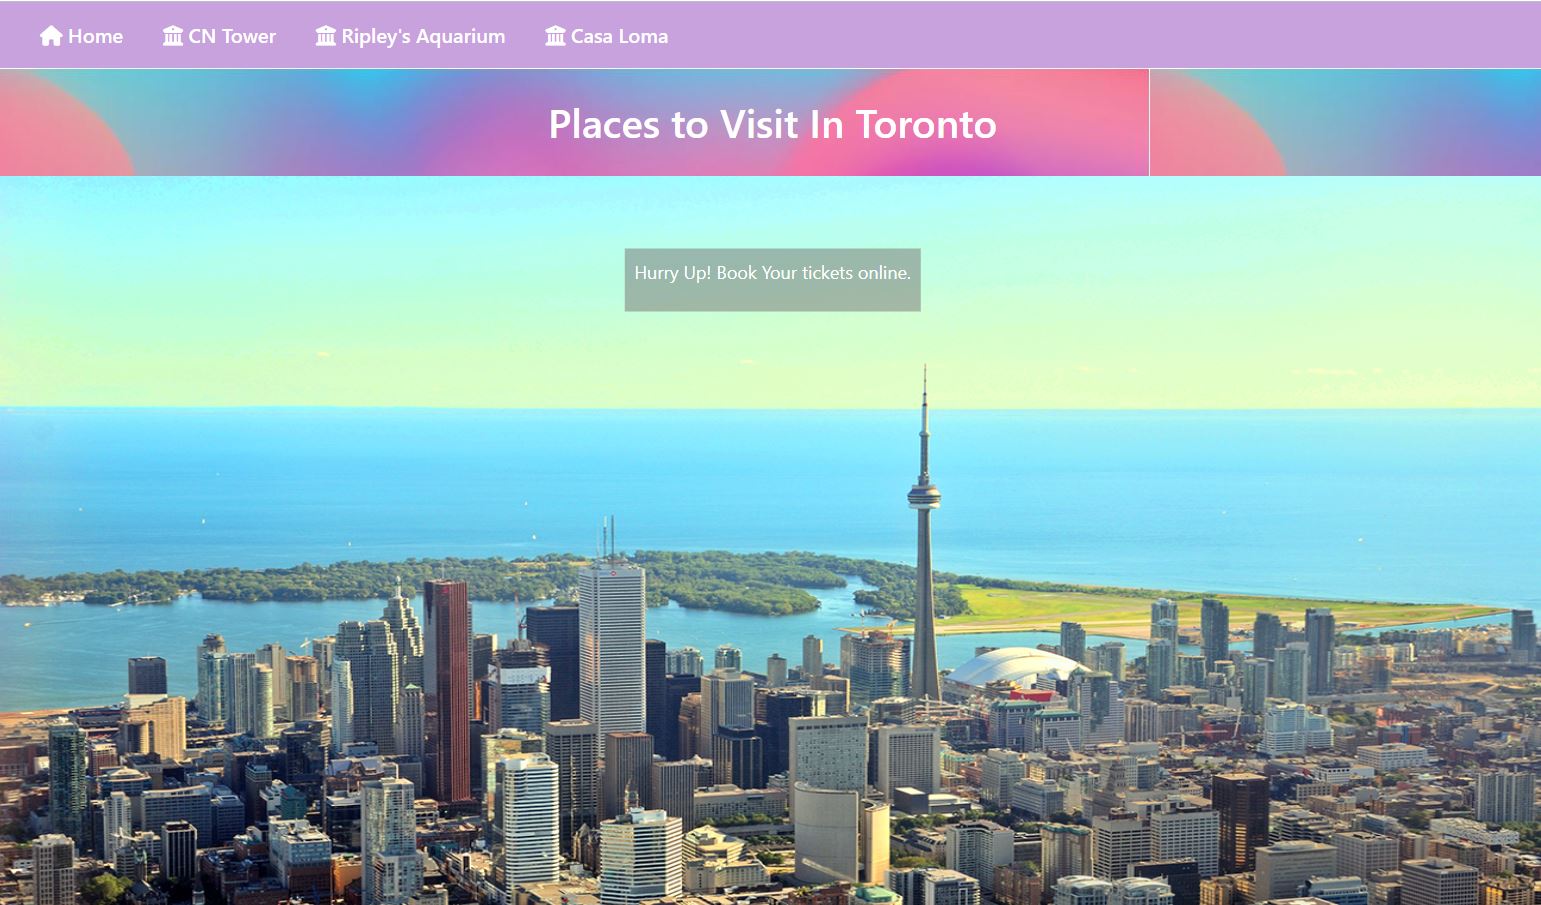 Home CN Tower Ripley's Aquarium Casa Loma
Places to Visit In Toronto
Hurry Up! Book Your tickets online.